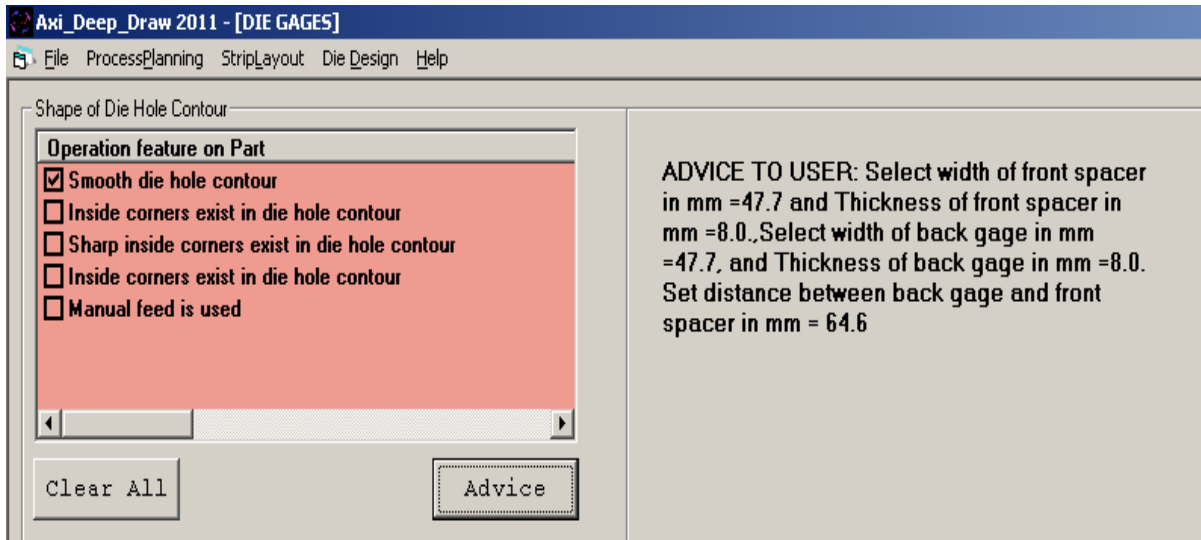 Axi_Deep_Draw 2011 - [DIE GAGES]
File ProcessPlanning StripLayout Die Design Help
Shape of Die Hole Contour
Operation feature on Part
Smooth die hole contour
Inside corners exist in die hole contour
Sharp inside corners exist in die hole contour
Inside corners exist in die hole contour
Manual feed is used
Clear All
Advice
ADVICE TO USER: Select width of front spacer
in mm =47.7 and Thickness of front spacer in
mm =8.0.,Select width of back gage in mm
=47.7, and Thickness of back gage in mm =8.0.
Set distance between back gage and front
spacer in mm = 64.6